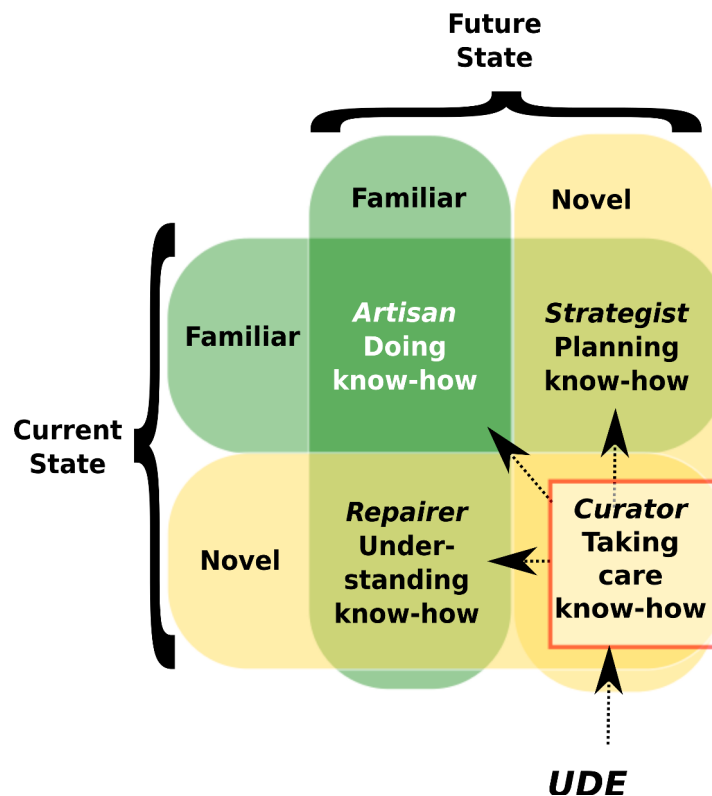 Future
State
Familiar
Novel
Familiar
Artisan
Doing
know-how
Strategist
Planning
know-how
Current
State
Novel
Repairer
Under-
standing
know-how
Curator
Taking
care
know-how
UDE